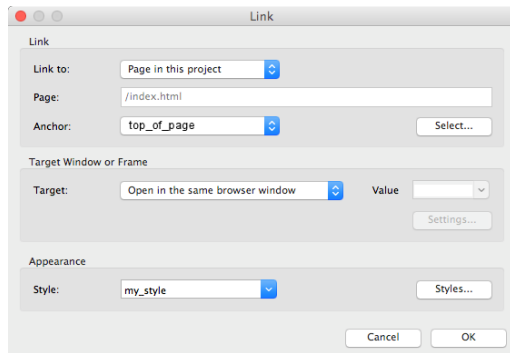 Link
Link
Link to: Page in this project
Page: /index.html
Anchor: top_of_page Select...
Target Window or Frame
Target: Open in the same browser window Value
Settings...
Appearance
Style: my_style Styles...
Cancel OK